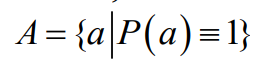 A = {a|P(a) ≡ 1}